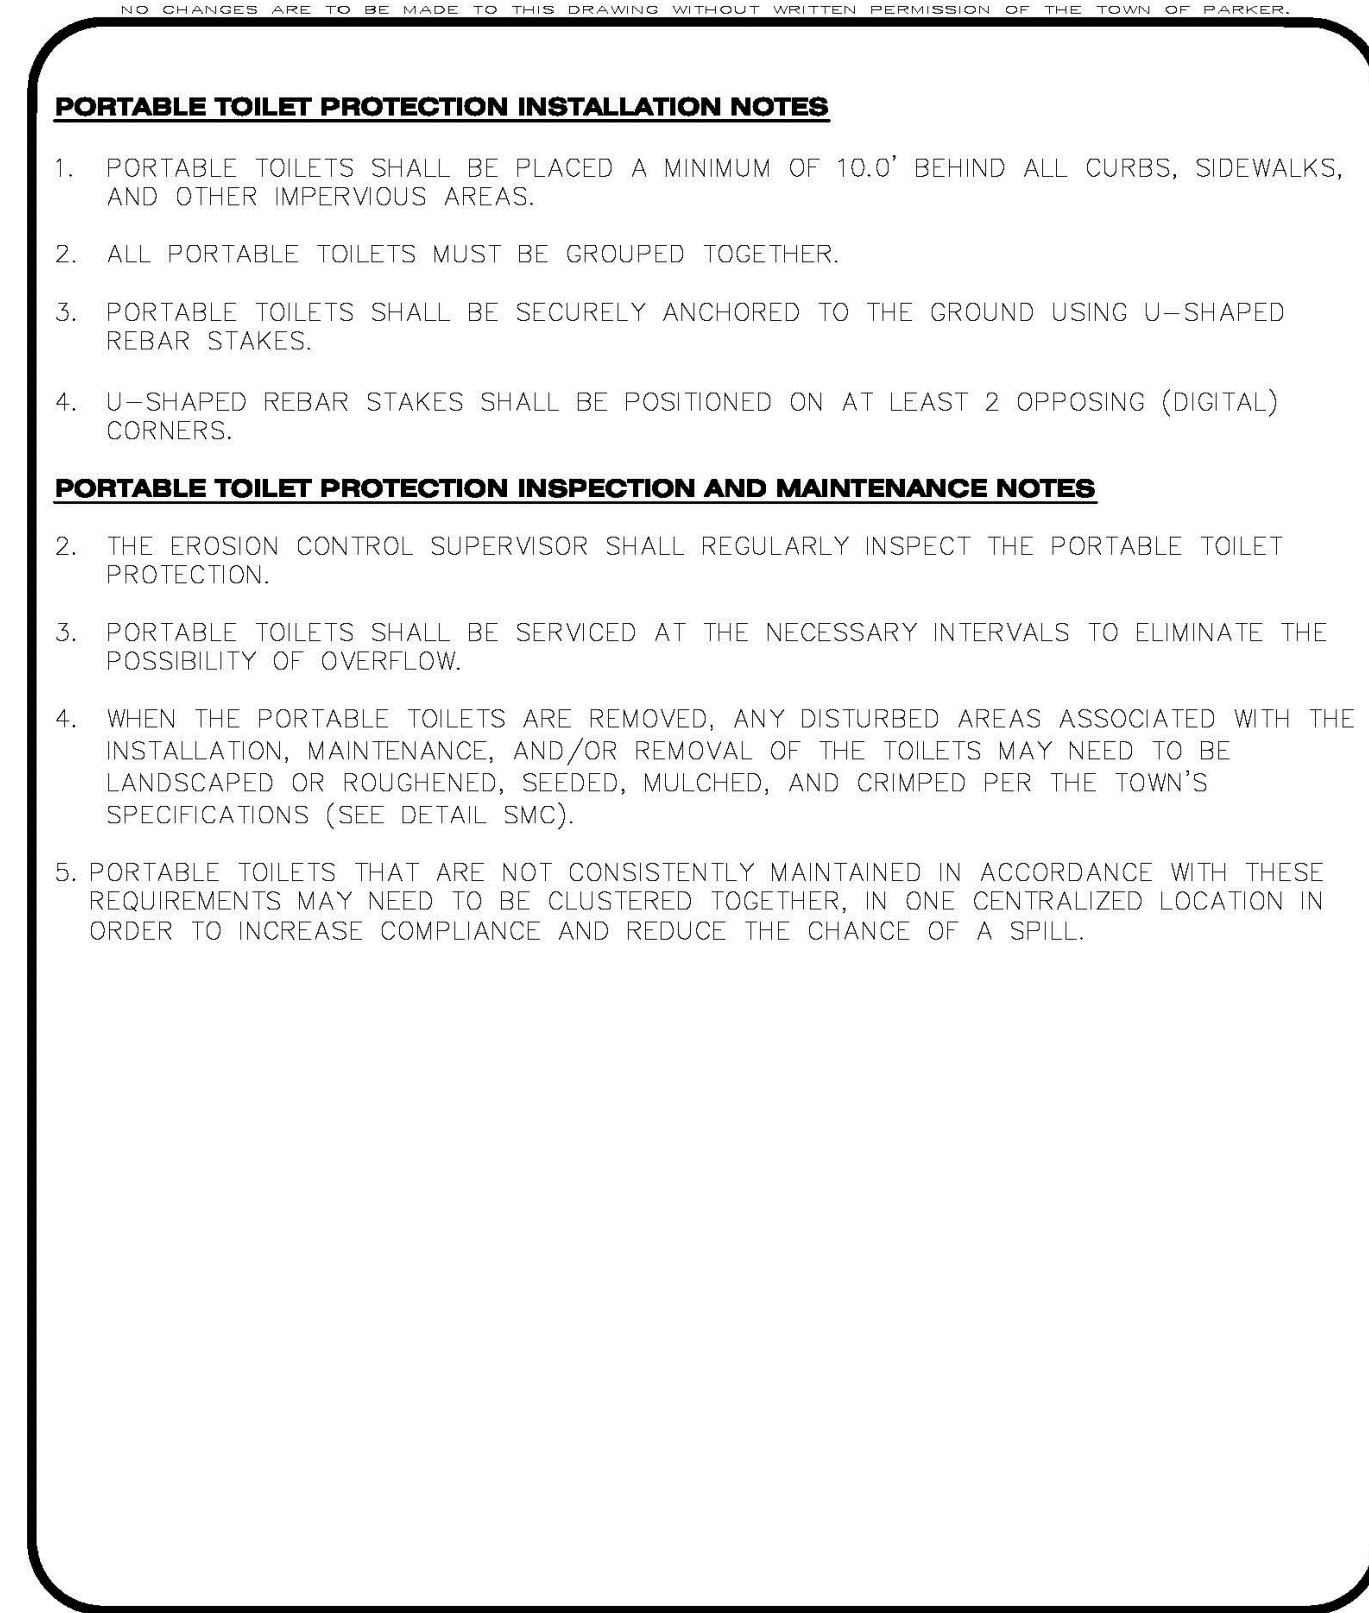 NO CHANGES ARE TO BE MADE TO THIS DRAWING WITHOUT WRITTEN PERMISSION OF THE TOWN OF PARKER.
PORTABLE TOILET PROTECTION INSTALLATION NOTES
1. PORTABLE TOILETS SHALL BE PLACED A MINIMUM OF 10.0' BEHIND ALL CURBS, SIDEWALKS,
AND OTHER IMPERVIOUS AREAS.
2. ALL PORTABLE TOILETS MUST BE GROUPED TOGETHER.
3. PORTABLE TOILETS SHALL BE SECURELY ANCHORED TO THE GROUND USING U-SHAPED
REBAR STAKES.
4. U-SHAPED REBAR STAKES SHALL BE POSITIONED ON AT LEAST 2 OPPOSING (DIGITAL)
CORNERS.
PORTABLE TOILET PROTECTION INSPECTION AND MAINTENANCE NOTES
2. THE EROSION CONTROL SUPERVISOR SHALL REGULARLY INSPECT THE PORTABLE TOILET
PROTECTION.
3. PORTABLE TOILETS SHALL BE SERVICED AT THE NECESSARY INTERVALS TO ELIMINATE THE
POSSIBILITY OF OVERFLOW.
4. WHEN THE PORTABLE TOILETS ARE REMOVED, ANY DISTURBED AREAS ASSOCIATED WITH THE
INSTALLATION, MAINTENANCE, AND/OR REMOVAL OF THE TOILETS MAY NEED TO BE
LANDSCAPED OR ROUGHENED, SEEDED, MULCHED, AND CRIMPED PER THE TOWN'S
SPECIFICATIONS (SEE DETAIL SMC).
5. PORTABLE TOILETS THAT ARE NOT CONSISTENTLY MAINTAINED IN ACCORDANCE WITH THESE
REQUIREMENTS MAY NEED TO BE CLUSTERED TOGETHER, IN ONE CENTRALIZED LOCATION IN
ORDER TO INCREASE COMPLIANCE AND REDUCE THE CHANCE OF A SPILL.